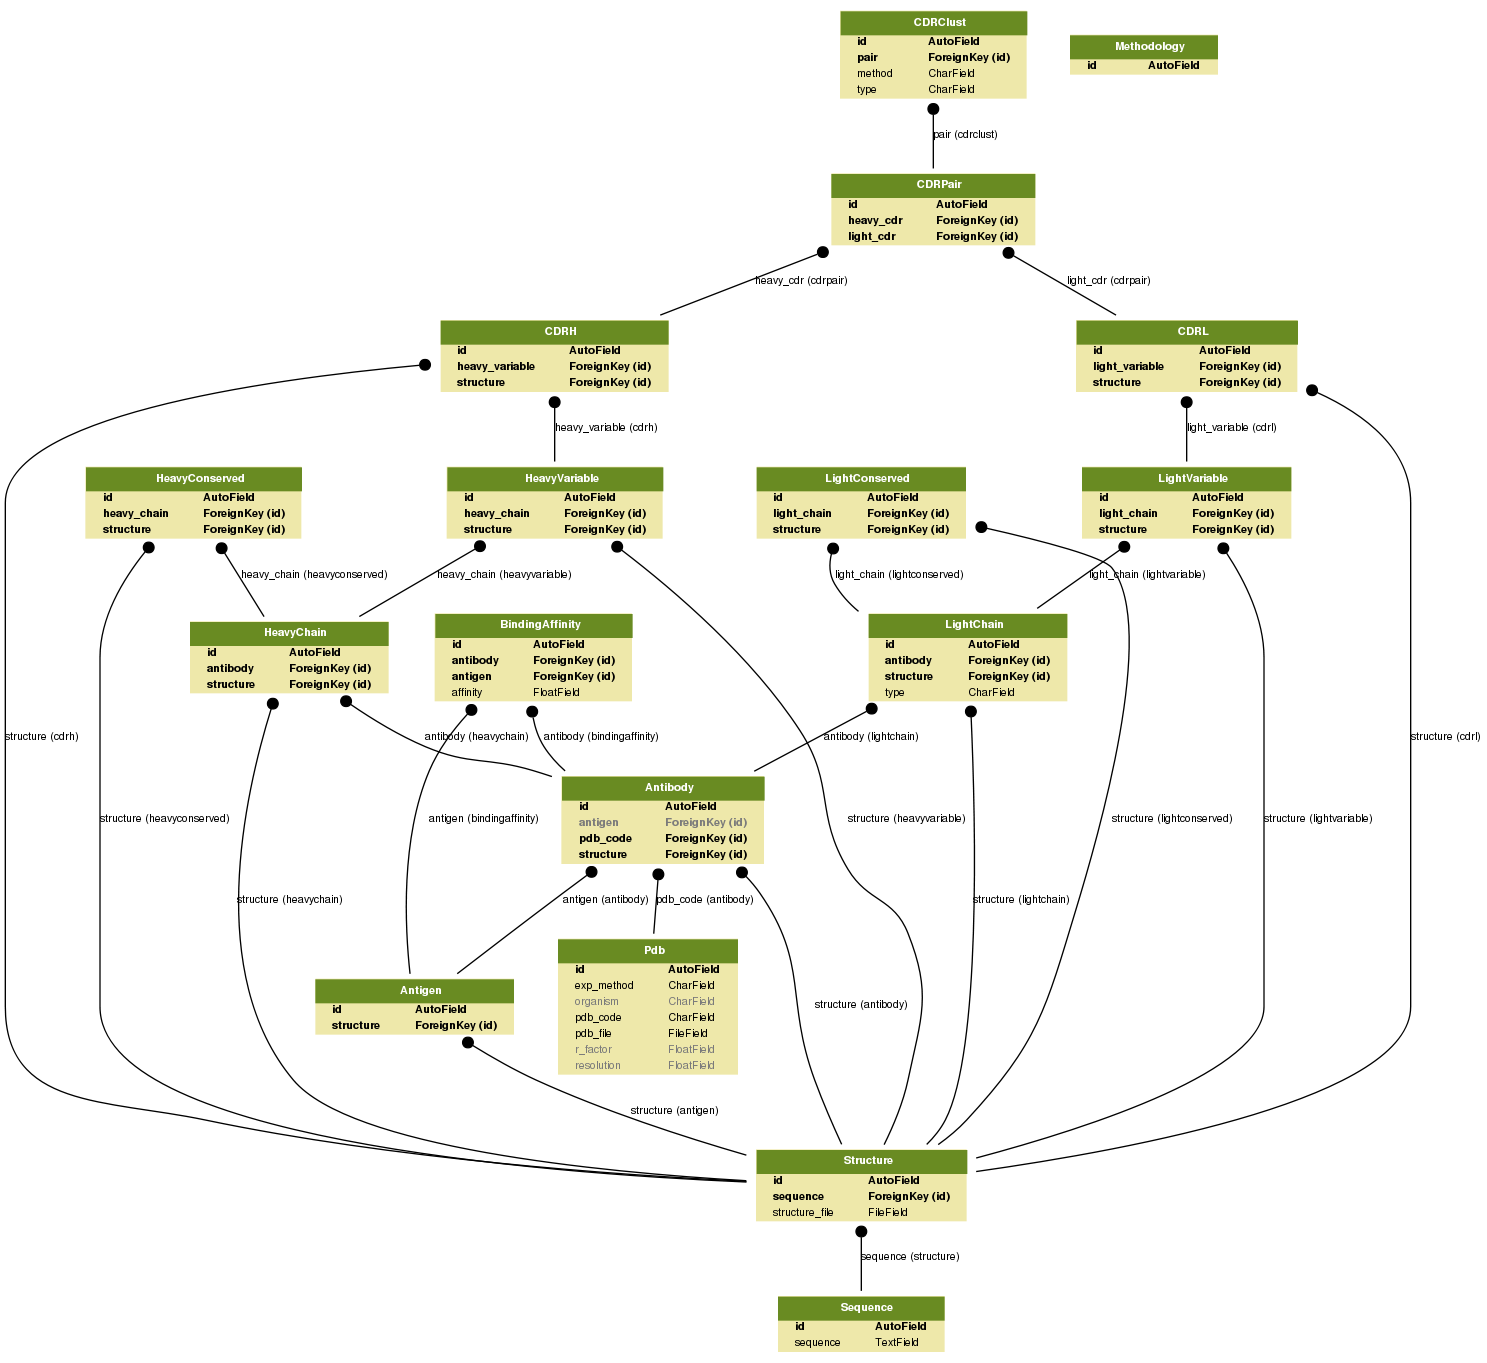 CDRClust
id AutoField
pair ForeignKey (id)
method CharField
type CharField
Methodology
id AutoField
pair (cdrclust)
CDRPair
id AutoField
heavy_cdr ForeignKey (id)
light_cdr ForeignKey (id)
heavy_cdr (cdrpair)
light_cdr (cdrpair)
CDRH
id AutoField
heavy_variable ForeignKey (id)
structure ForeignKey (id)
CDRL
id AutoField
light_variable ForeignKey (id)
structure ForeignKey (id)
heavy_variable (cdrh)
light_variable (cdrl)
HeavyConserved
id AutoField
heavy_chain ForeignKey (id)
structure ForeignKey (id)
HeavyVariable
id AutoField
heavy_chain ForeignKey (id)
structure ForeignKey (id)
LightConserved
id AutoField
light_chain ForeignKey (id)
structure ForeignKey (id)
LightVariable
id AutoField
light_chain ForeignKey (id)
structure ForeignKey (id)
heavy_chain (heavyconserved)
heavy_chain (heavyvariable)
light_chain (lightconserved)
light_chain (lightvariable)
HeavyChain
id AutoField
antibody ForeignKey (id)
structure ForeignKey (id)
BindingAffinity
id AutoField
antibody ForeignKey (id)
antigen ForeignKey (id)
affinity FloatField
LightChain
id AutoField
antibody ForeignKey (id)
structure ForeignKey (id)
type CharField
structure (cdrh)
antibody (heavychain)
antibody (bindingaffinity)
antibody (lightchain)
structure (cdrl)
Antibody
id AutoField
antigen ForeignKey (id)
pdb_code ForeignKey (id)
structure ForeignKey (id)
structure (heavyconserved)
antigen (bindingaffinity)
structure (heavyvariable)
structure (lightconserved)
structure (lightvariable)
structure (heavychain)
antigen (antibody)
pdb_code (antibody)
structure (lightchain)
Pdb
id AutoField
exp_method CharField
organism CharField
pdb_code CharField
pdb_file FileField
r_factor FloatField
resolution FloatField
Antigen
id AutoField
structure ForeignKey (id)
structure (antibody)
structure (antigen)
Structure
id AutoField
sequence ForeignKey (id)
structure_file FileField
sequence (structure)
Sequence
id AutoField
sequence TextField